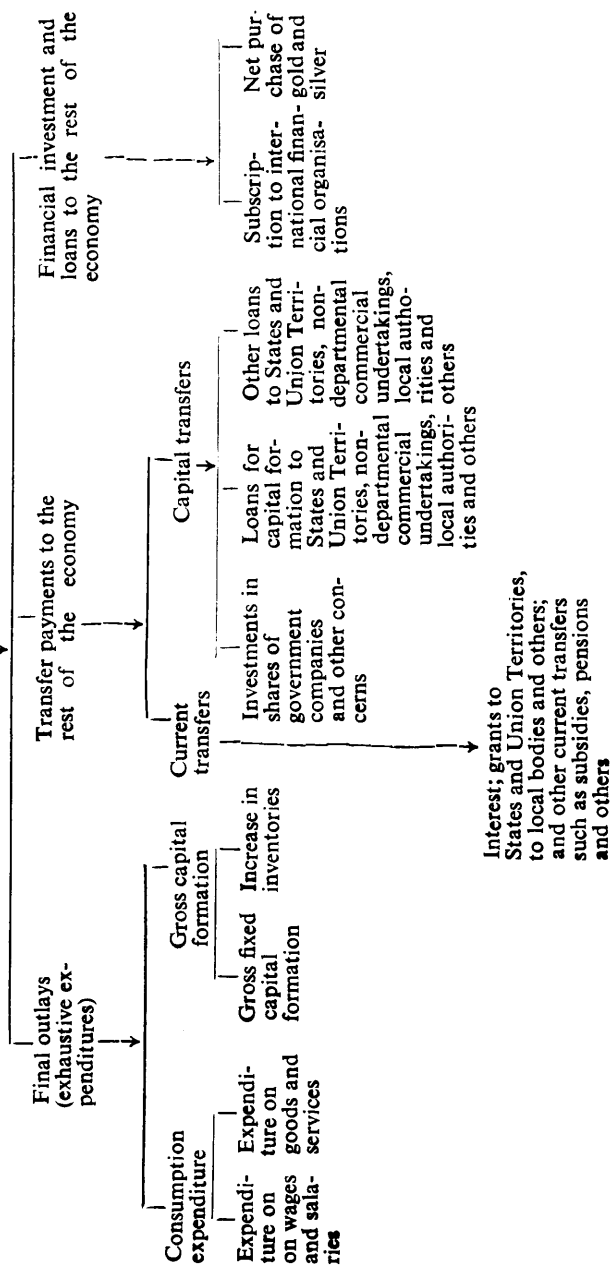 Final outlays
(exhaustive ex-
penditures)
Transfer payments to the
rest of the economy
Financial investment and
loans to the rest of the
economy
Consumption
expenditure
Gross capital
formation
Current
transfers
Capital transfers
Expendi-
ture on
on wages
and sala-
ries
Expendi-
ture on
goods and
services
Gross fixed
capital
formation
Increase in
inventories
Investments in
shares of
government
companies
and other con-
cerns
Loans for
capital for-
mation to
States and
Union Terri-
tories, non-
departmental
commercial
undertakings,
local authori-
ties and others
Other loans
to States and
Union Terri-
tories, non-
departmental
commercial
undertakings,
local autho-
rities and
others
Subscrip-
tion to inter-
national finan-
cial organisa-
tions
Net pur-
chase of
gold and
silver
Interest; grants to
States and Union Territories,
to local bodies and others;
and other current transfers
such as subsidies, pensions
and others